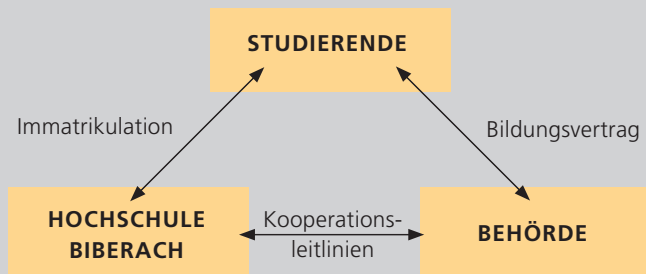 STUDIERENDE
Immatrikulation
Bildungsvertrag
HOCHSCHULE
BIBERACH
Kooperations-
leitlinien
BEHÖRDE